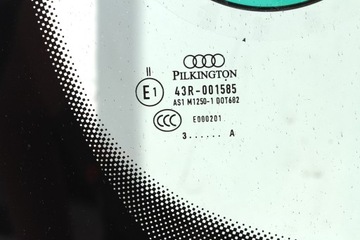 II
PILKINGTON
E1 43R-001585
AS1 M1250-1 DOT682
CCC E000201
3...... A